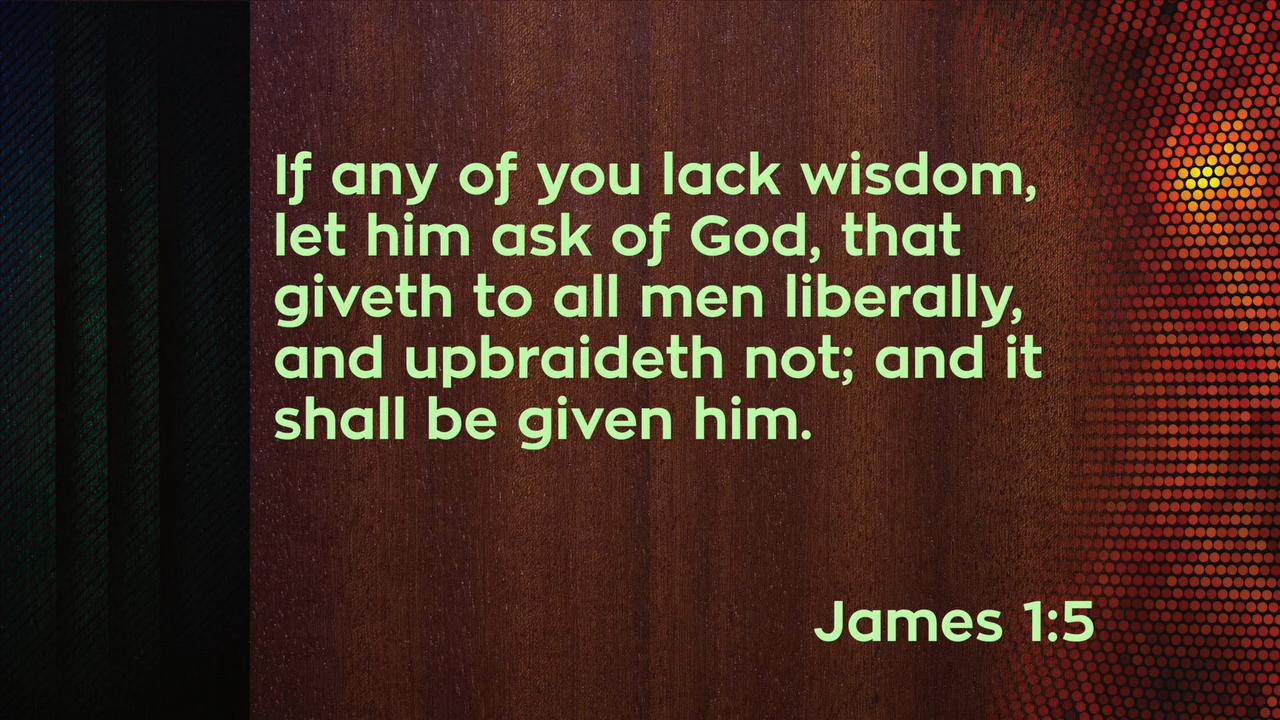 If any of you lack wisdom,
let him ask of God, that
giveth to all men liberally,
and upbraideth not; and it
shall be given him.
James 1:5